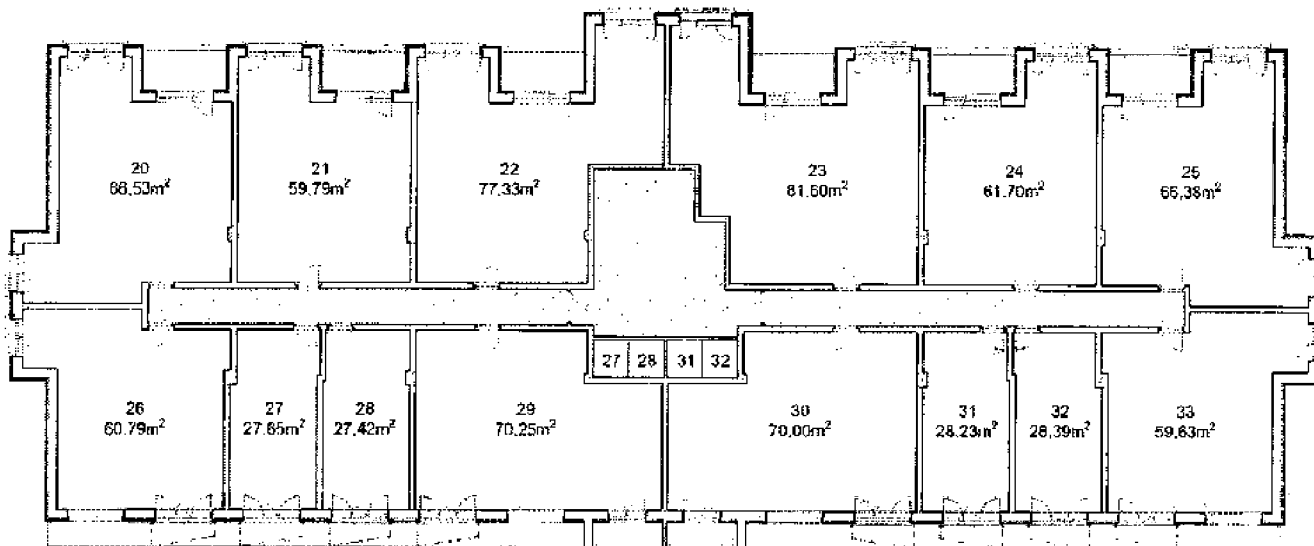 20
68,53m²
21
59,79m²
22
77,33m²
23
81,60m²
24
61,70m²
25
66,38m²
27
28
31
32
26
60,79m²
27
27,65m²
28
27,42m²
29
70,25m²
30
70,00m²
31
28,23m²
32
28,39m²
33
59,63m²